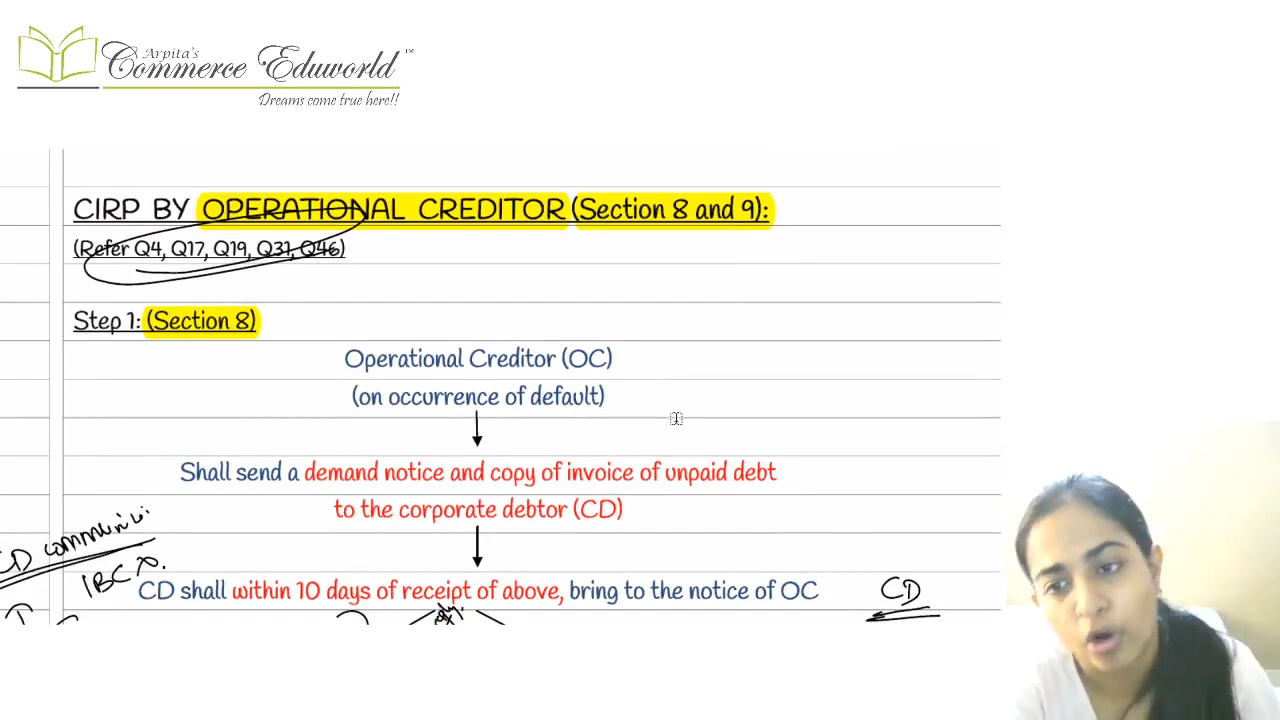 Arpita's
Commerce Eduworld™
Dreams come true here!!
CIRP BY OPERATIONAL CREDITOR (Section 8 and 9):
(Refer Q4, Q17, Q19, Q31, Q46)
Step 1: (Section 8)
Operational Creditor (OC)
(on occurrence of default)
Shall send a demand notice and copy of invoice of unpaid debt
to the corporate debtor (CD)
CD
IBC
CD shall within 10 days of receipt of above, bring to the notice of OC
CD